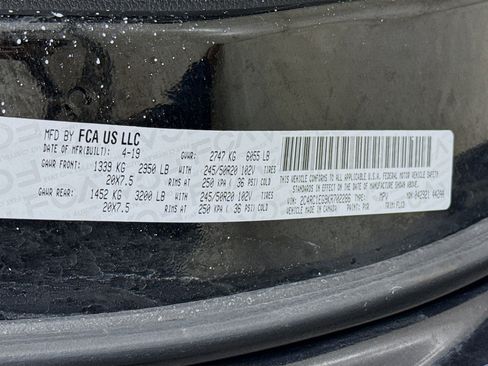 MFD BY FCA US LLC
DATE OF MFR(BUILT): 4-19 GVWR: 2747 KG 6055 LB
GAWR FRONT: 1339 KG 2950 LB WITH 245/50R20 102V TIRES
20X7.5 RIMS AT 250 KPA ( 36 PSI) COLD
GAWR REAR: 1452 KG 3200 LB WITH 245/50R20 102V
20X7.5 RIMS AT 250 KPA ( 36 PSI) COLD
THIS VEHICLE CONFORMS TO ALL APPLICABLE U.S.A. FEDERAL MOTOR VEHICLE SAFETY
STANDARDS IN EFFECT ON THE DATE OF MANUFACTURE SHOWN ABOVE.
VIN: TYPE: MPV
VEHICLE MADE IN CANADA PAINT: PXR TRIM: